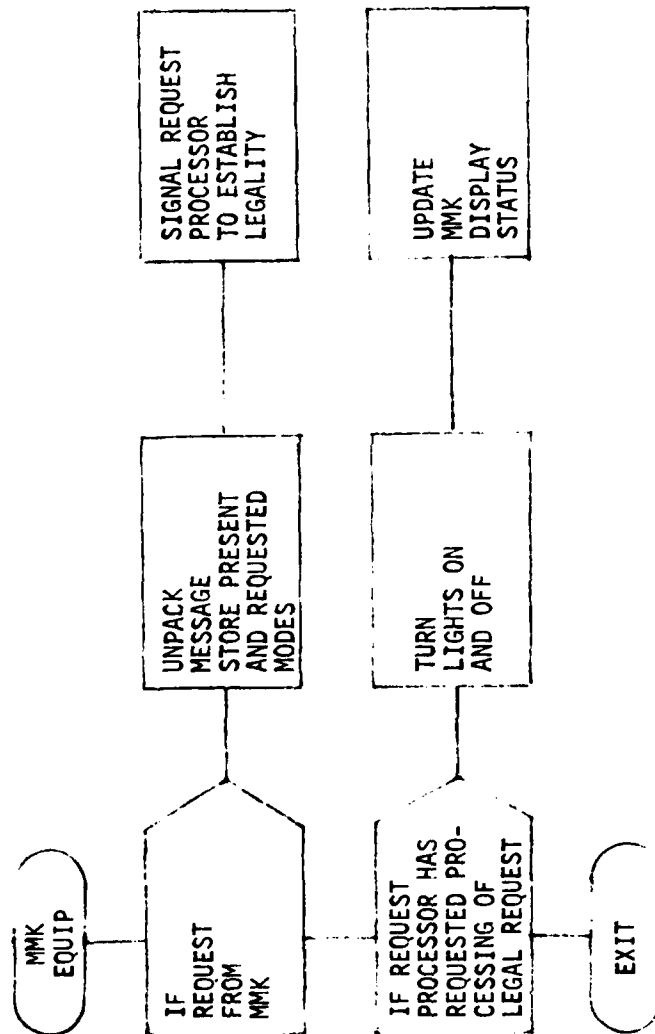 MMK
EQUIP
IF
REQUEST
FROM
MMK
UNPACK
MESSAGE
STORE PRESENT
AND REQUESTED
MODES
SIGNAL REQUEST
PROCESSOR
TO ESTABLISH
LEGALITY
IF REQUEST
PROCESSOR HAS
REQUESTED PRO-
CESSING OF
LEGAL REQUEST
TURN
LIGHTS ON
AND OFF
UPDATE
MMK
DISPLAY
STATUS
EXIT